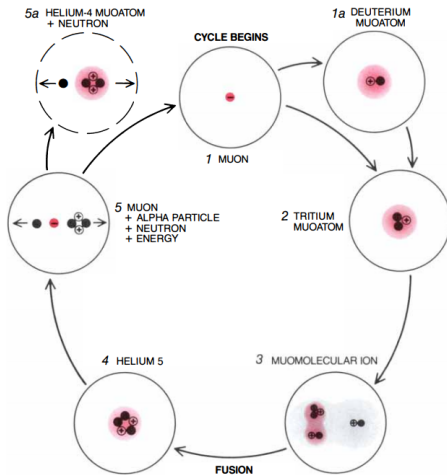 5a HELIUM-4 MUOATOM
+ NEUTRON
CYCLE BEGINS
1a DEUTERIUM
MUOATOM
1 MUON
2 TRITIUM
MUOATOM
5 MUON
+ ALPHA PARTICLE
+ NEUTRON
+ ENERGY
4 HELIUM 5
3 MUOMOLECULAR ION
FUSION